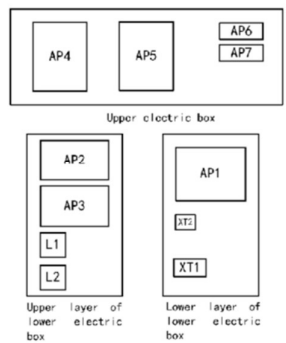 AP4
AP5
AP6
AP7
Upper electric box
AP2
AP3
L1
L2
Upper layer of
lower electric
box
AP1
XT2
XT1
Lower layer of
lower electric
box